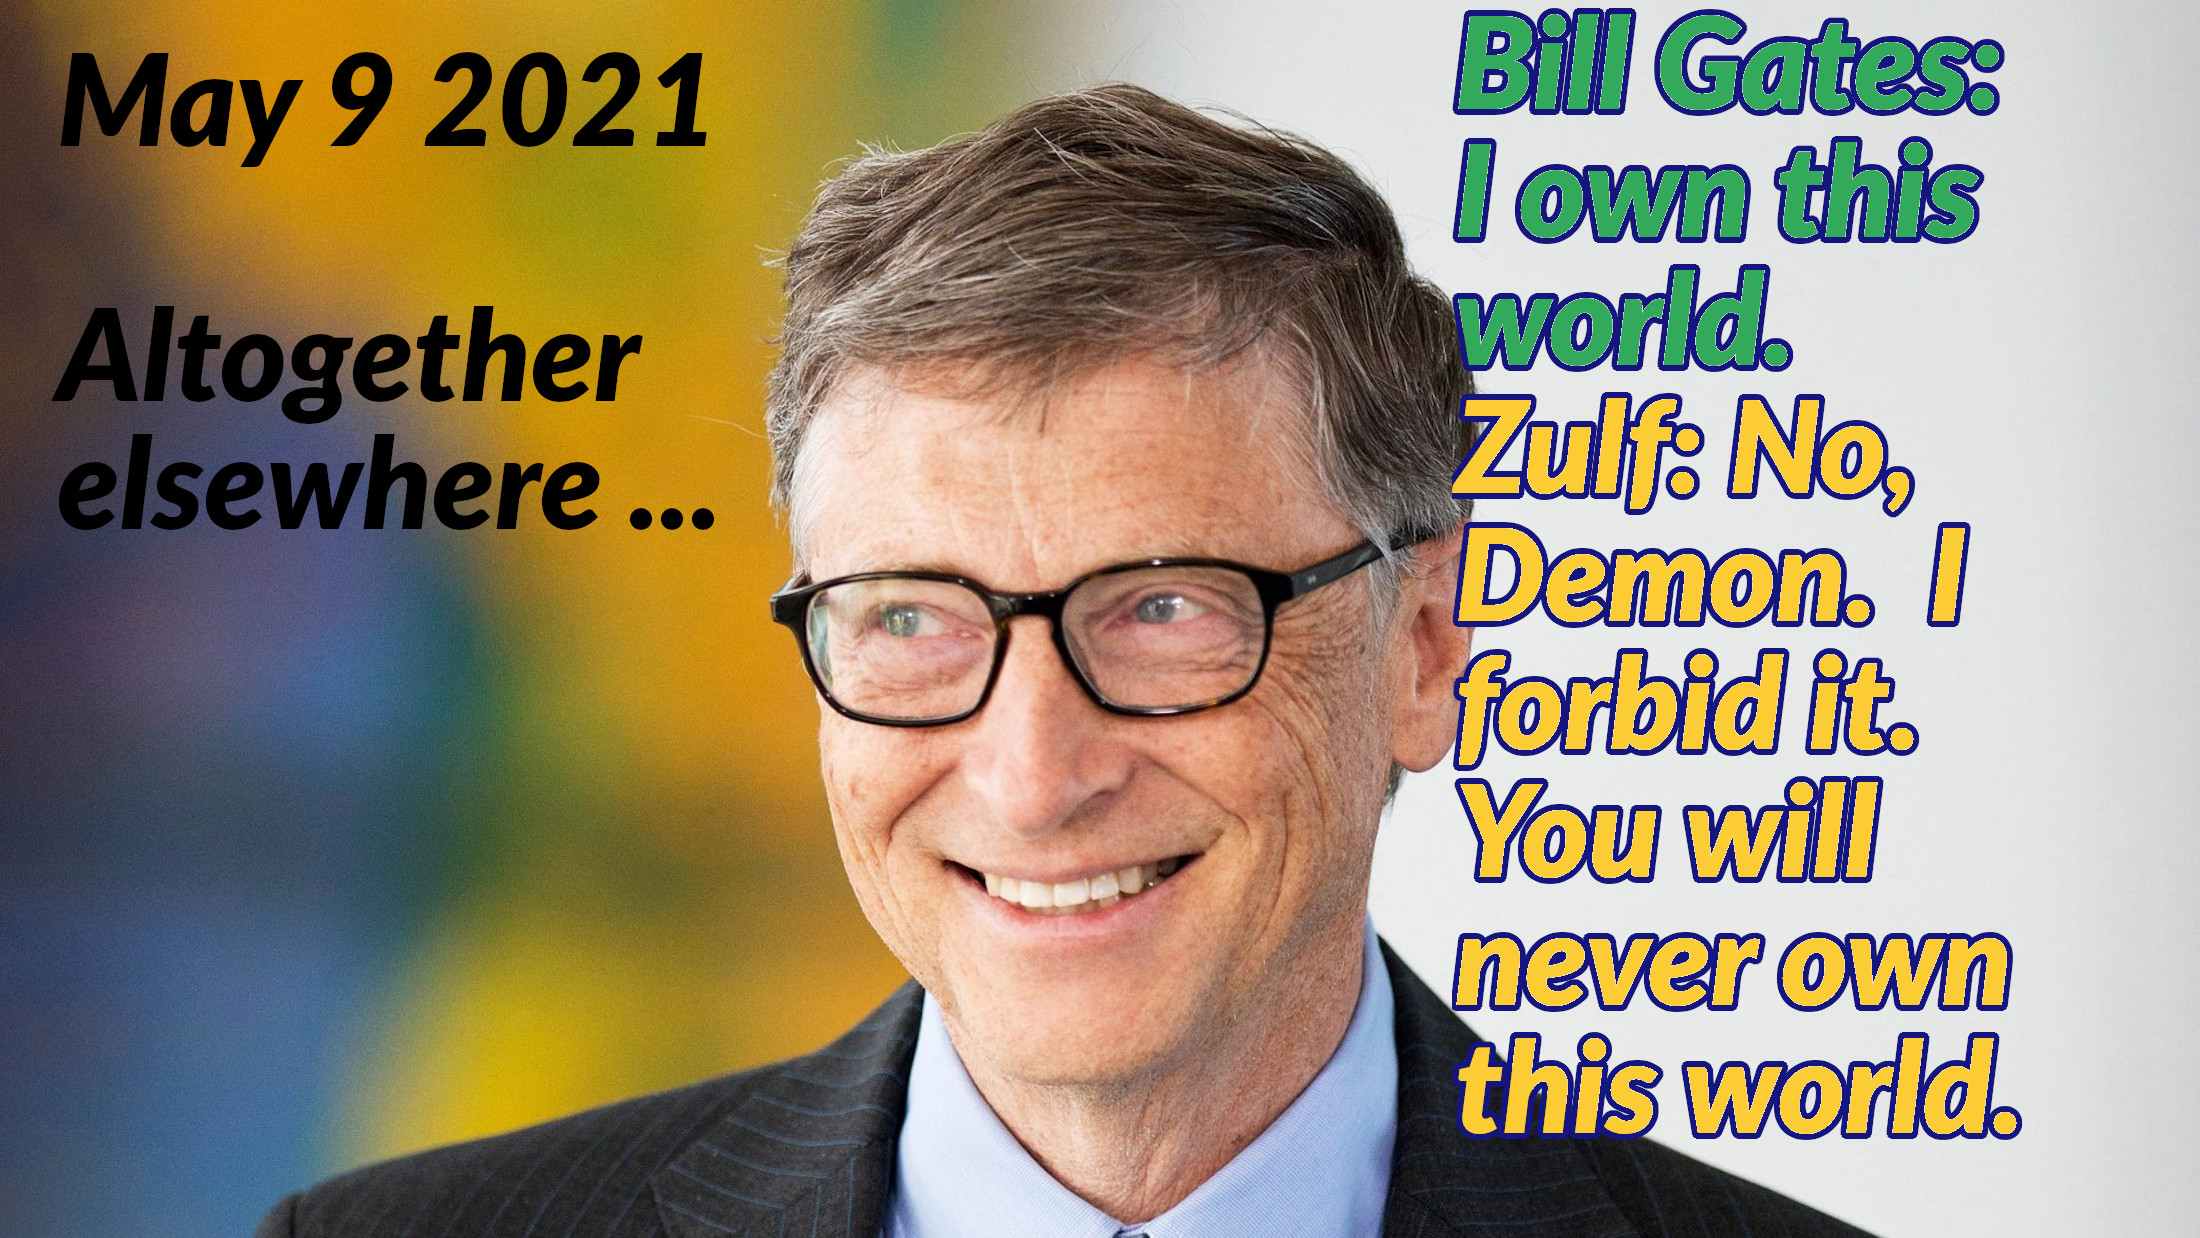 May 9 2021
Altogether
elsewhere ...
Bill Gates:
I own this
world.
Zulf: No,
Demon.  I
forbid it.
You will
never own
this world.